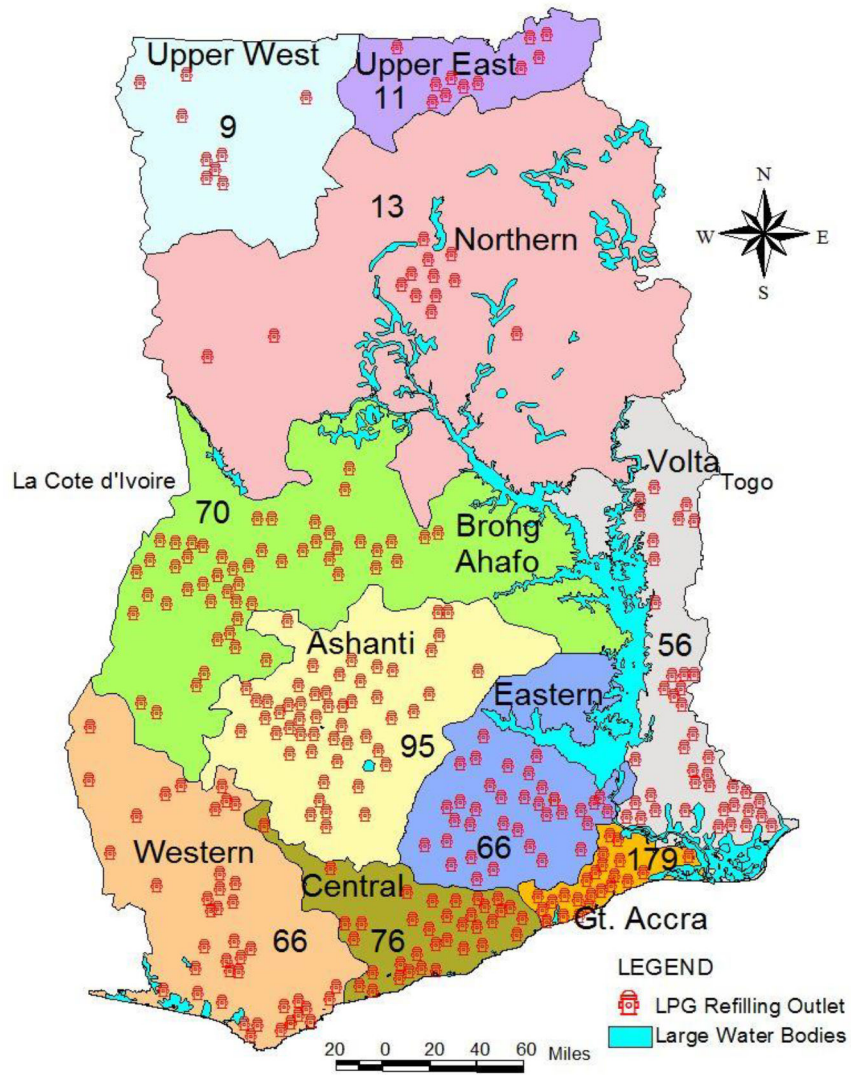 Upper West
9
Upper East
11
13
Northern
N
W
E
S
La Cote d'Ivoire
Volta
Togo
70
Brong
Ahafo
Ashanti
56
Eastern
95
Western
66
179
Central
Gt. Accra
66
76
LEGEND
LPG Refilling Outlet
Large Water Bodies
20 0 20 40 60 Miles